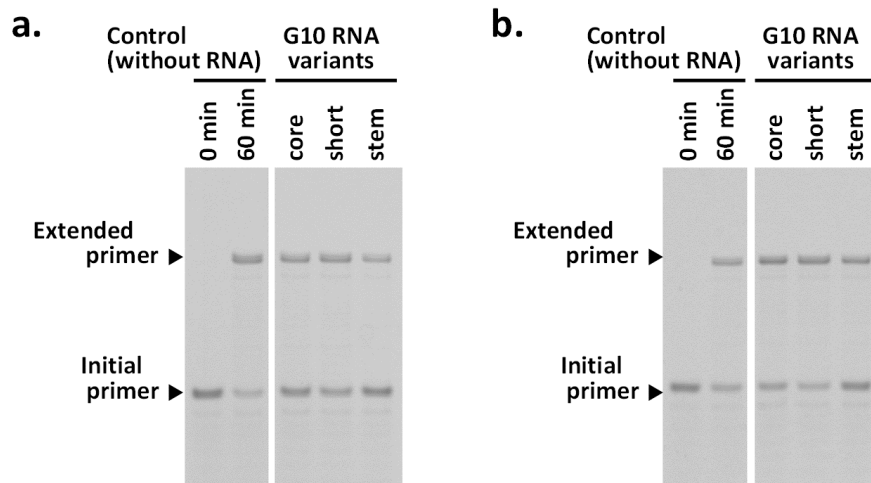 a.
Control
(without RNA)
G10 RNA
variants
0 min
60 min
core
short
stem
Extended
primer
Initial
primer
b.
Control
(without RNA)
G10 RNA
variants
0 min
60 min
core
short
stem
Extended
primer
Initial
primer